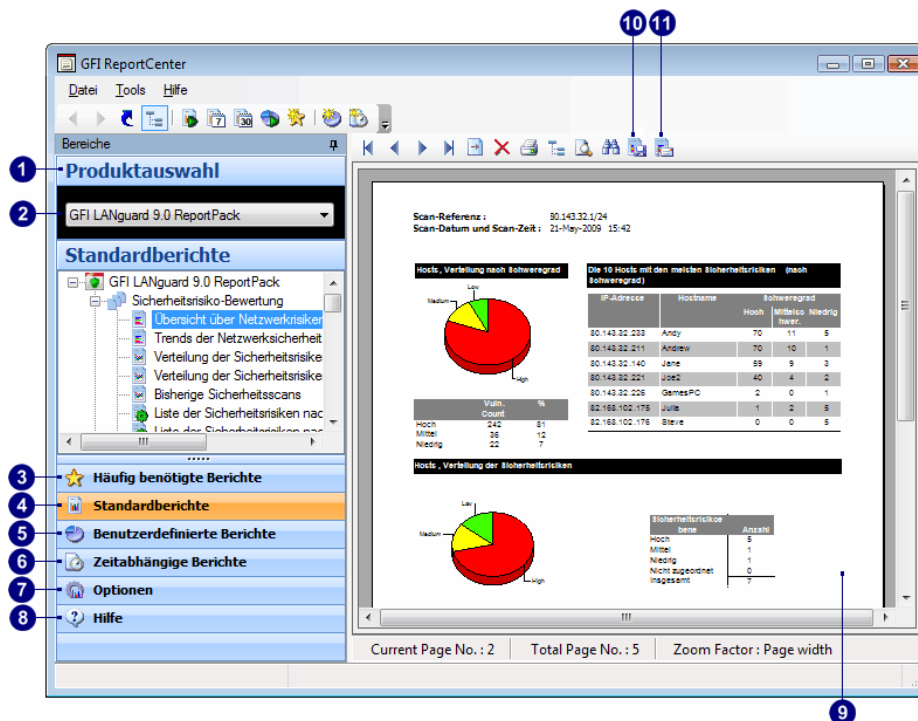 10 11
GFI ReportCenter
Datei Tools Hilfe
7 30
Bereiche
1 Produktauswahl
2 GFI LANguard 9.0 ReportPack
Standardberichte
GFI LANguard 9.0 ReportPack
Sicherheitsrisiko-Bewertung
Übersicht über Netzwerkrisiken
Trends der Netzwerksicherheit
Verteilung der Sicherheitsrisike
Verteilung der Sicherheitsrisike
Bisherige Sicherheitsscans
Liste der Sicherheitsrisiken nac
Liste der Sicherheitsrisiken nac
3 Häufig benötigte Berichte
4 Standardberichte
5 Benutzerdefinierte Berichte
6 Zeitabhängige Berichte
7 Optionen
8 Hilfe
Scan-Referenz : 80.143.32.1/24
Scan-Datum und Scan-Zeit : 21-May-2009 15:42
Hosts , Verteilung nach Schweregrad
Low
Medium
High
Vuln. Count %
Hoch 242 81
Mittel 36 12
Niedrig 22 7
Die 10 Hosts mit den meisten Sicherheitsrisiken (nach Schweregrad)
IP-Adresse Hostname Schweregrad
Hoch Mittelschwer. Niedrig
80.143.32.233 Andy 70 11 5
80.143.32.211 Andrew 70 10 1
80.143.32.140 Jane 59 9 3
80.143.32.221 Joe2 40 4 2
80.143.32.226 GamesPC 2 0 1
82.168.102.175 Julia 1 2 5
82.168.102.176 Steve 0 0 5
Hosts , Verteilung der Sicherheitsrisiken
Low
Medium
High
Sicherheitsrisikoebene Anzahl
Hoch 5
Mittel 1
Niedrig 1
Nicht zugeordnet 0
Insgesamt 7
Current Page No. : 2 Total Page No. : 5 Zoom Factor : Page width
9